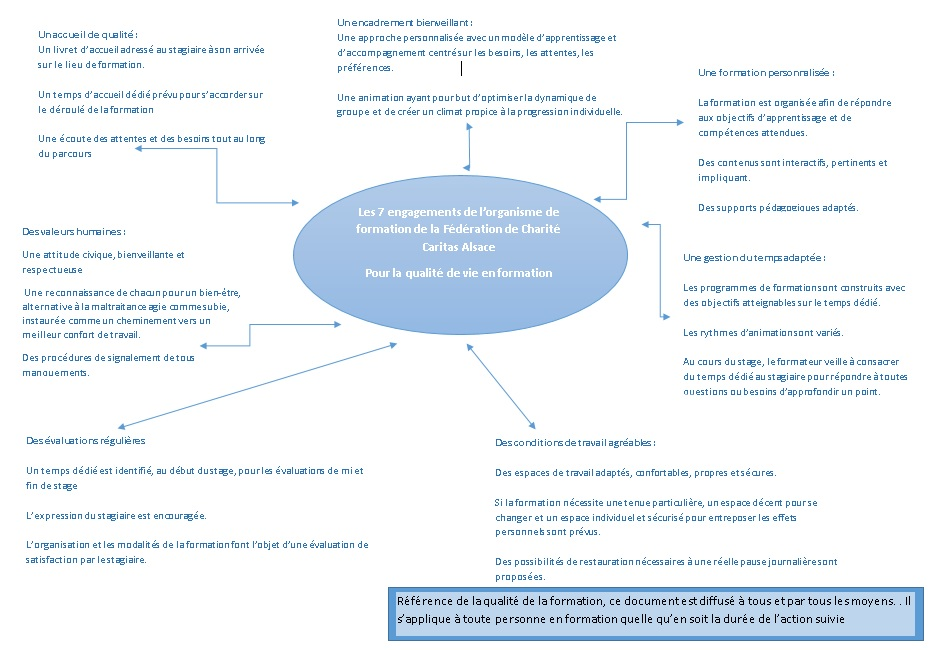 Un accueil de qualité :
Un livret d'accueil adressé au stagiaire à son arrivée
sur le lieu de formation.
Un temps d'accueil dédié prévu pour s'accorder sur
le déroulé de la formation
Une écoute des attentes et des besoins tout au long
du parcours
Un encadrement bienveillant :
Une approche personnalisée avec un modèle d'apprentissage et
d'accompagnement centré sur les besoins, les attentes, les
préférences.
Une animation ayant pour but d'optimiser la dynamique de
groupe et de créer un climat propice à la progression individuelle.
Une formation personnalisée :
La formation est organisée afin de répondre
aux objectifs d'apprentissage et de
compétences attendues.
Des contenus sont interactifs, pertinents et
impliquant.
Des supports pédagogiques adaptés.
Les 7 engagements de l'organisme de
formation de la Fédération de Charité
Caritas Alsace
Pour la qualité de vie en formation
Des valeurs humaines :
Une attitude civique, bienveillante et
respectueuse
Une reconnaissance de chacun pour un bien-être,
alternative à la maltraitance agie comme subie,
instaurée comme un cheminement vers un
meilleur confort de travail.
Des procédures de signalement de tous
manquements.
Une gestion du temps adaptée :
Les programmes de formation sont construits avec
des objectifs atteignables sur le temps dédié.
Les rythmes d'animation sont variés.
Au cours du stage, le formateur veille à consacrer
du temps dédié au stagiaire pour répondre à toutes
questions ou besoins d'approfondir un point.
Des évaluations régulières
Un temps dédié est identifié, au début du stage, pour les évaluations de mi et
fin de stage
L'expression du stagiaire est encouragée.
L'organisation et les modalités de la formation font l'objet d'une évaluation de
satisfaction par le stagiaire.
Des conditions de travail agréables :
Des espaces de travail adaptés, confortables, propres et sécures.
Si la formation nécessite une tenue particulière, un espace décent pour se
changer et un espace individuel et sécurisé pour entreposer les effets
personnels sont prévus.
Des possibilités de restauration nécessaires à une réelle pause journalière sont
proposées.
Référence de la qualité de la formation, ce document est diffusé à tous et par tous les moyens. . Il
s'applique à toute personne en formation quelle qu'en soit la durée de l'action suivie